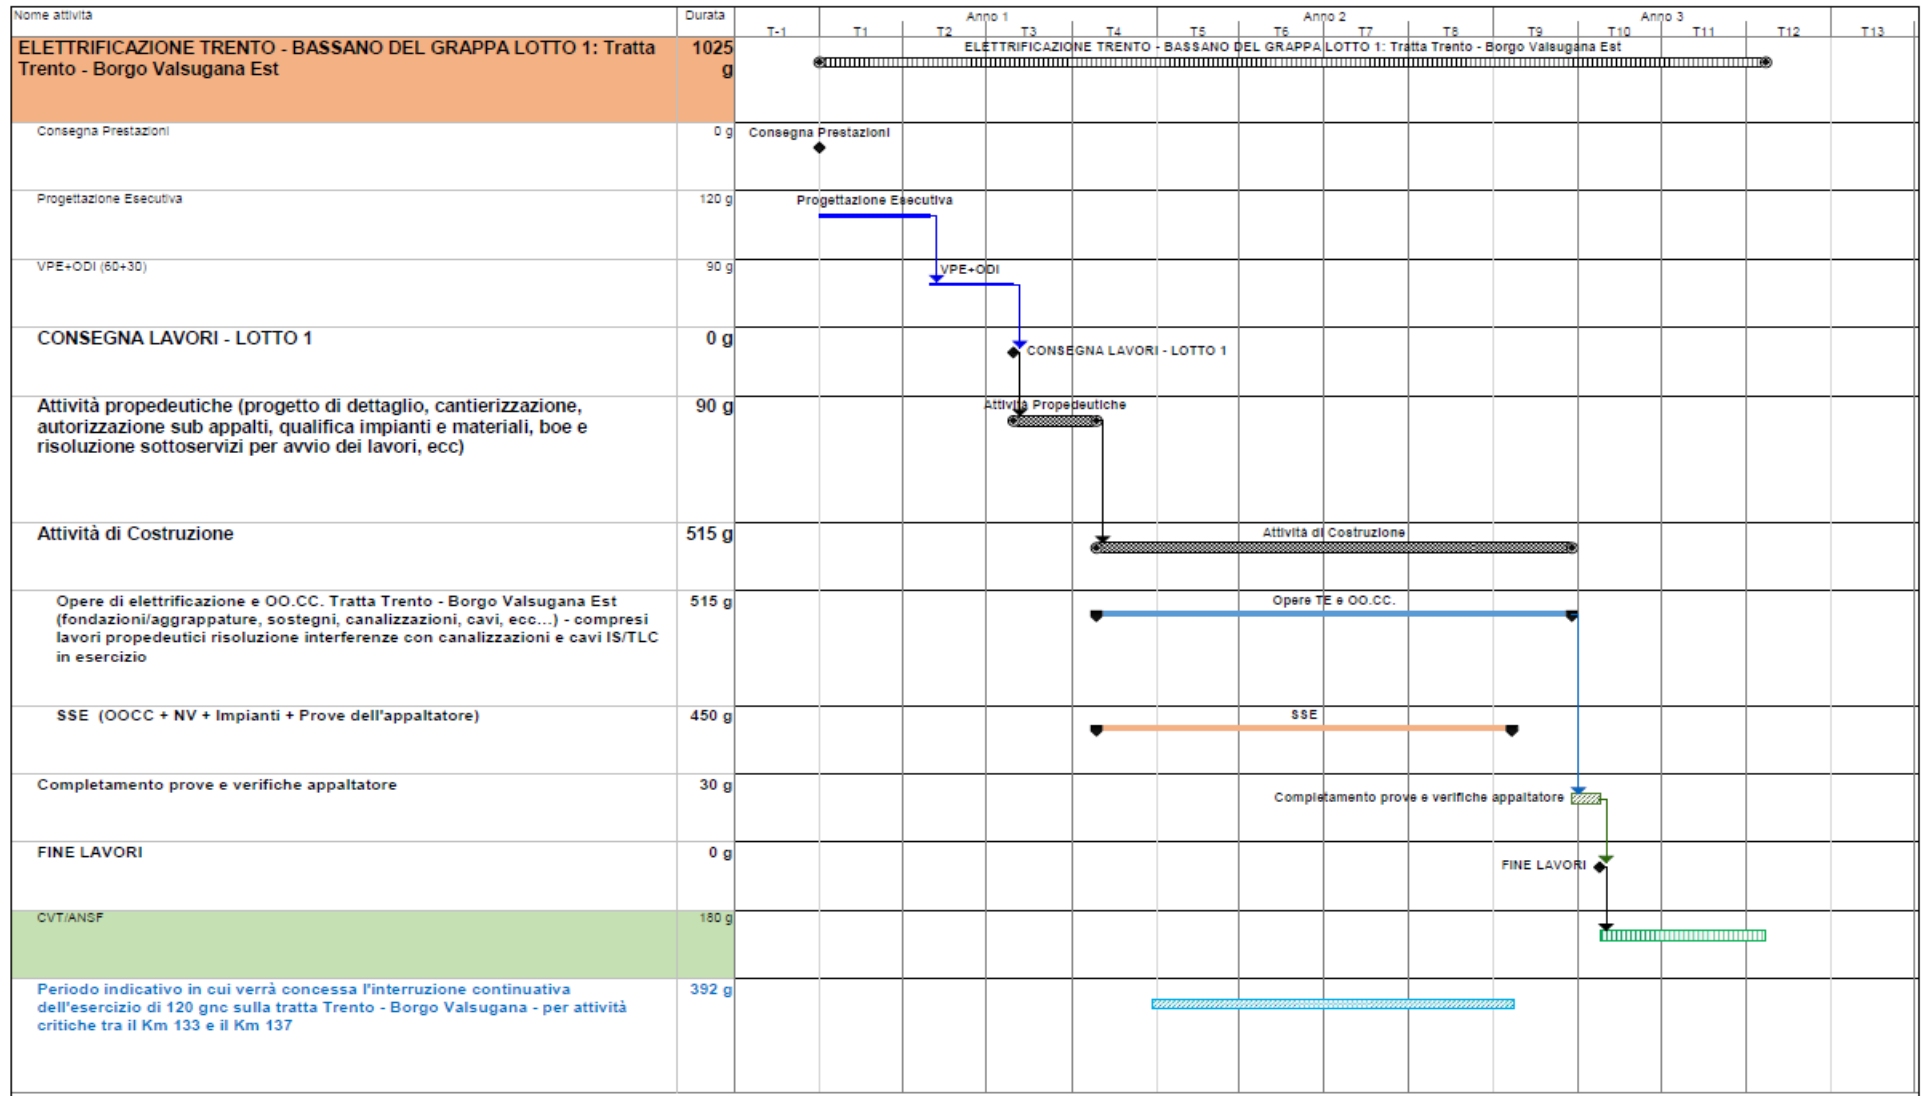 Nome attività Durata Anno 1 Anno 2 Anno 3
T-1 T1 T2 T3 T4 T5 T6 T7 T8 T9 T10 T11 T12 T13
ELETTRIFICAZIONE TRENTO - BASSANO DEL GRAPPA LOTTO 1: Tratta
Trento - Borgo Valsugana Est
1025
g
ELETTRIFICAZIONE TRENTO - BASSANO DEL GRAPPA LOTTO 1: Tratta Trento - Borgo Valsugana Est
Consegna Prestazioni 0 g Consegna Prestazioni
Progettazione Esecutiva 120 g Progettazione Esecutiva
VPE+ODI (60+30) 90 g VPE+ODI
CONSEGNA LAVORI - LOTTO 1 0 g CONSEGNA LAVORI - LOTTO 1
Attività propedeutiche (progetto di dettaglio, cantierizzazione,
autorizzazione sub appalti, qualifica impianti e materiali, boe e
risoluzione sottoservizi per avvio dei lavori, ecc)
90 g
Attività Propedeutiche
Attività di Costruzione 515 g Attività di Costruzione
Opere di elettrificazione e OO.CC. Tratta Trento - Borgo Valsugana Est
(fondazioni/aggrappature, sostegni, canalizzazioni, cavi, ecc...) - compresi
lavori propedeutici risoluzione interferenze con canalizzazioni e cavi IS/TLC
in esercizio
515 g
Opere TE e OO.CC.
SSE (OOCC + NV + Impianti + Prove dell'appaltatore) 450 g SSE
Completamento prove e verifiche appaltatore 30 g Completamento prove e verifiche appaltatore
FINE LAVORI 0 g FINE LAVORI
CVT/ANSF 180 g
Periodo indicativo in cui verrà concessa l'interruzione continuativa
dell'esercizio di 120 gnc sulla tratta Trento - Borgo Valsugana - per attività
critiche tra il Km 133 e il Km 137
392 g